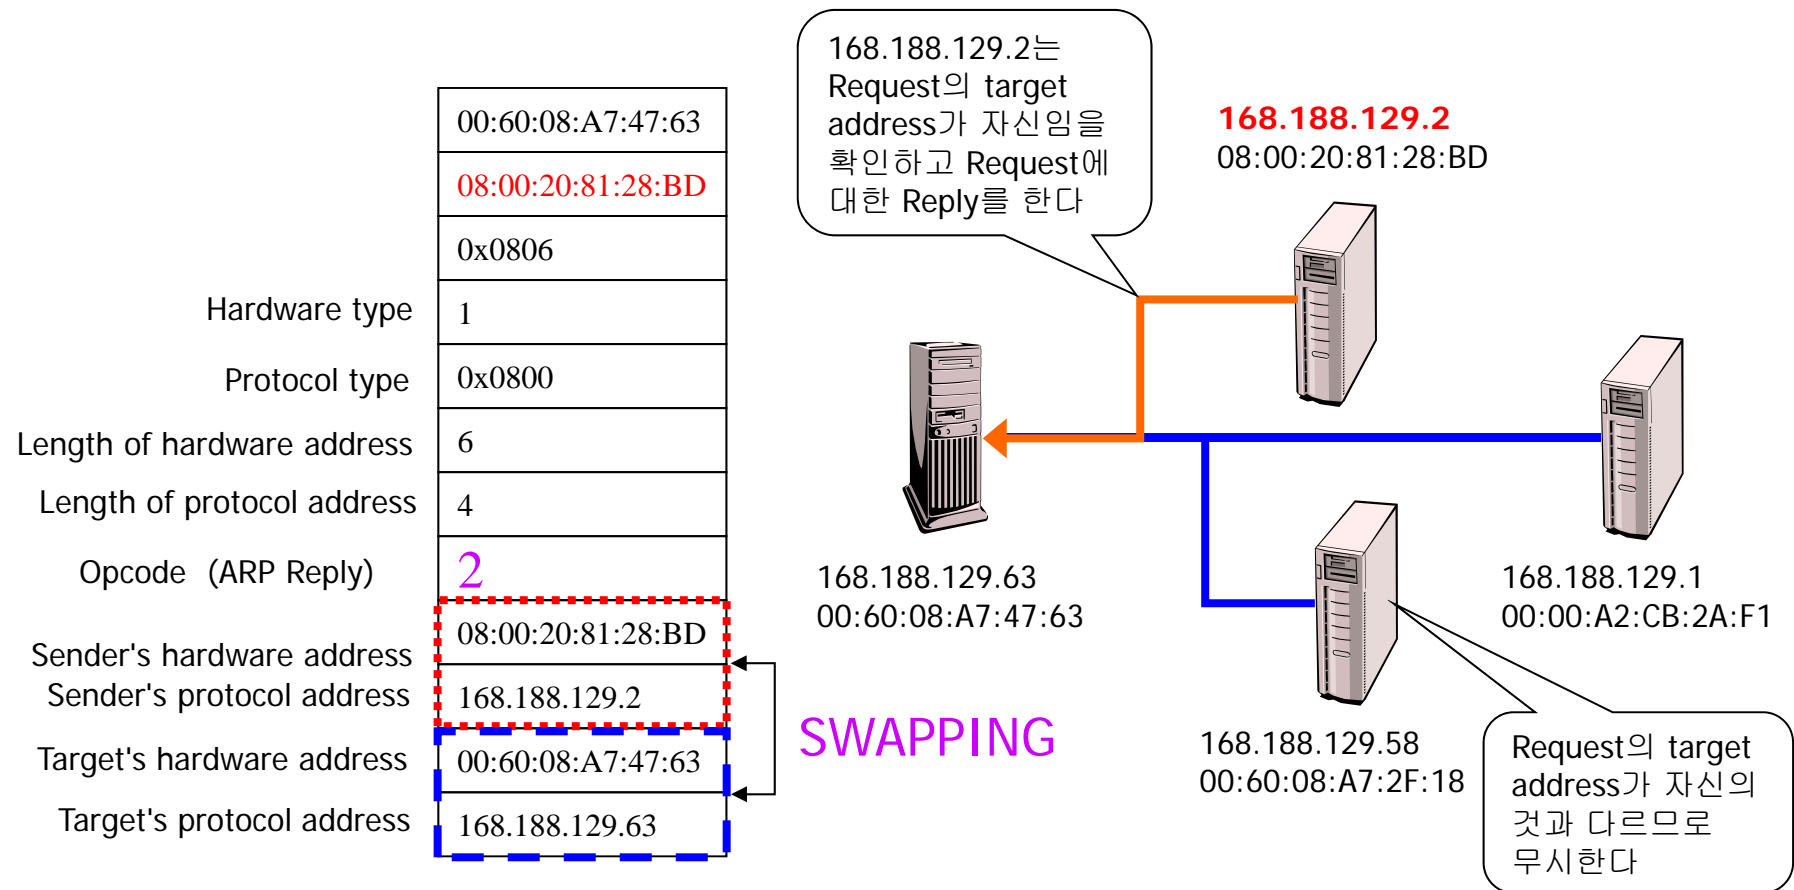 00:60:08:A7:47:63
08:00:20:81:28:BD
0x0806
Hardware type 1
Protocol type 0x0800
Length of hardware address 6
Length of protocol address 4
Opcode (ARP Reply) 2
Sender's hardware address 08:00:20:81:28:BD
Sender's protocol address 168.188.129.2
Target's hardware address 00:60:08:A7:47:63
Target's protocol address 168.188.129.63
SWAPPING
168.188.129.2는
Request의 target
address가 자신임을
확인하고 Request에
대한 Reply를 한다
168.188.129.2
08:00:20:81:28:BD
168.188.129.63
00:60:08:A7:47:63
168.188.129.1
00:00:A2:CB:2A:F1
168.188.129.58
00:60:08:A7:2F:18
Request의 target
address가 자신의
것과 다르므로
무시한다